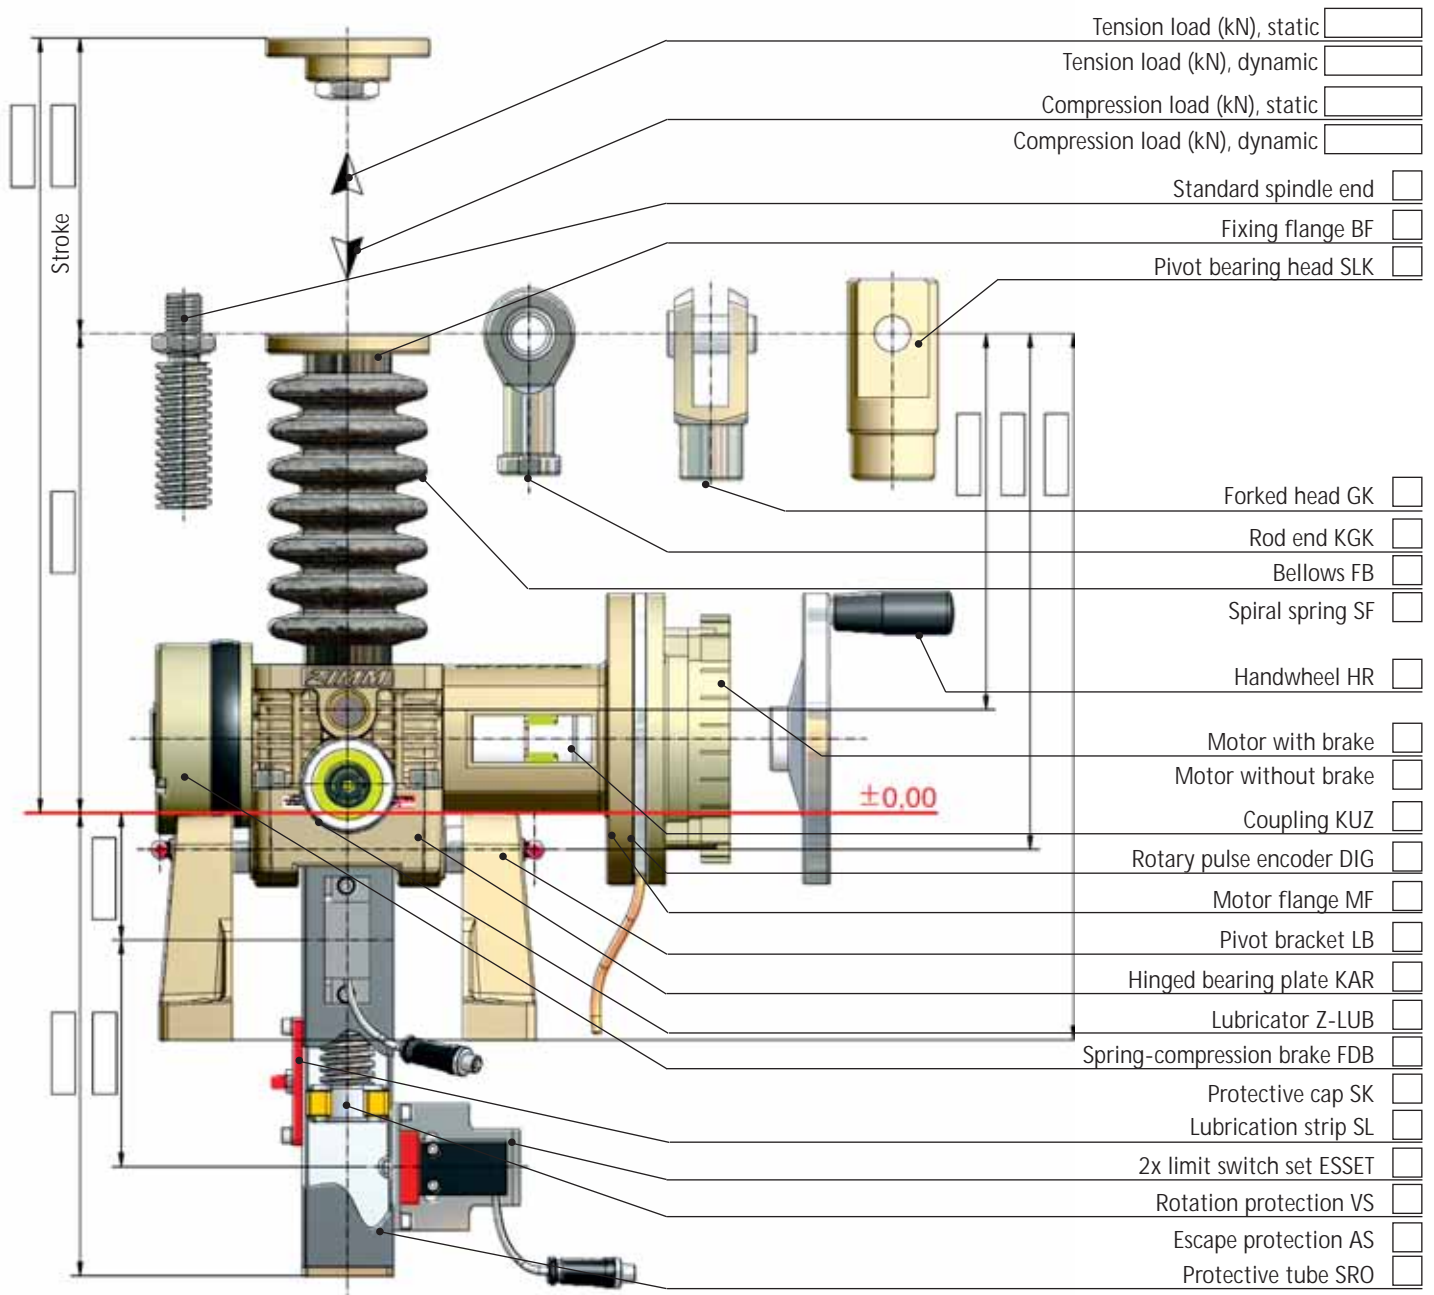 Tension load (kN), static
Tension load (kN), dynamic
Compression load (kN), static
Compression load (kN), dynamic
Standard spindle end
Fixing flange BF
Pivot bearing head SLK
Stroke
Forked head GK
Rod end KGK
Bellows FB
Spiral spring SF
ZIMM
Handwheel HR
Motor with brake
Motor without brake
±0,00
Coupling KUZ
Rotary pulse encoder DIG
Motor flange MF
Pivot bracket LB
Hinged bearing plate KAR
Lubricator Z-LUB
Spring-compression brake FDB
Protective cap SK
Lubrication strip SL
2x limit switch set ESSET
Rotation protection VS
Escape protection AS
Protective tube SRO